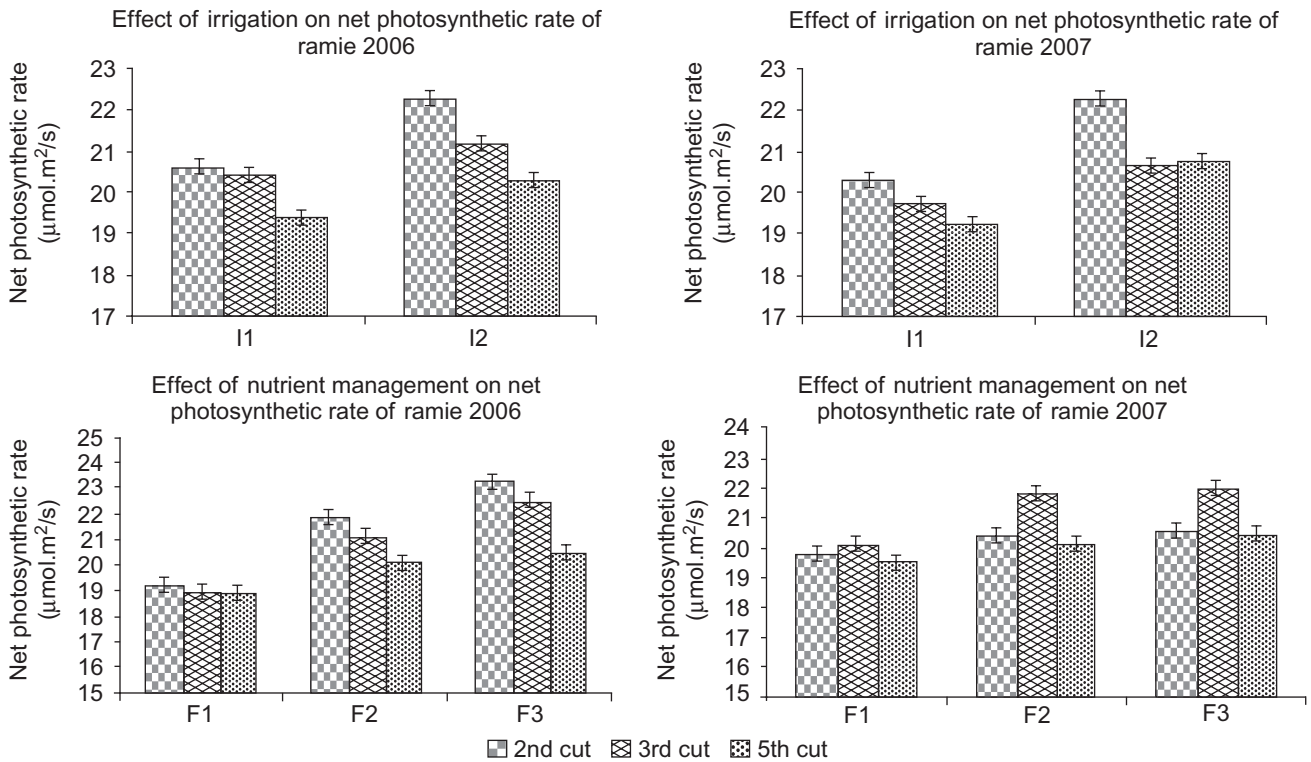 Effect of irrigation on net photosynthetic rate of
ramie 2006
Net photosynthetic rate
(μmol.m²/s)
23
22
21
20
19
18
17
I1
I2
Effect of irrigation on net photosynthetic rate of
ramie 2007
Net photosynthetic rate
(μmol.m²/s)
23
22
21
20
19
18
17
I1
I2
Effect of nutrient management on net
photosynthetic rate of ramie 2006
Net photosynthetic rate
(μmol.m²/s)
25
24
23
22
21
20
19
18
17
16
15
F1
F2
F3
Effect of nutrient management on net
photosynthetic rate of ramie 2007
Net photosynthetic rate
(μmol.m²/s)
24
23
22
21
20
19
18
17
16
15
F1
F2
F3
2nd cut
3rd cut
5th cut